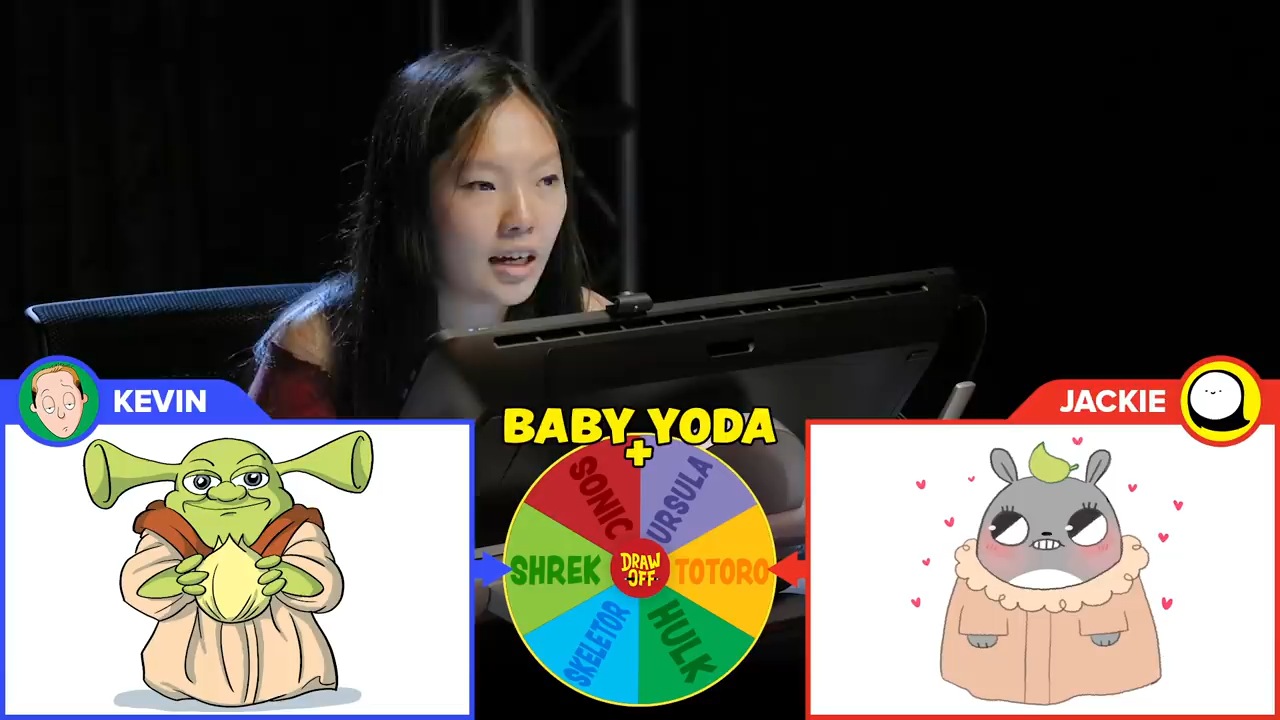 KEVIN
JACKIE
BABY YODA
+
SONIC
URSULA
SHREK
DRAW
OFF
TOTORO
SKELETOR
HULK